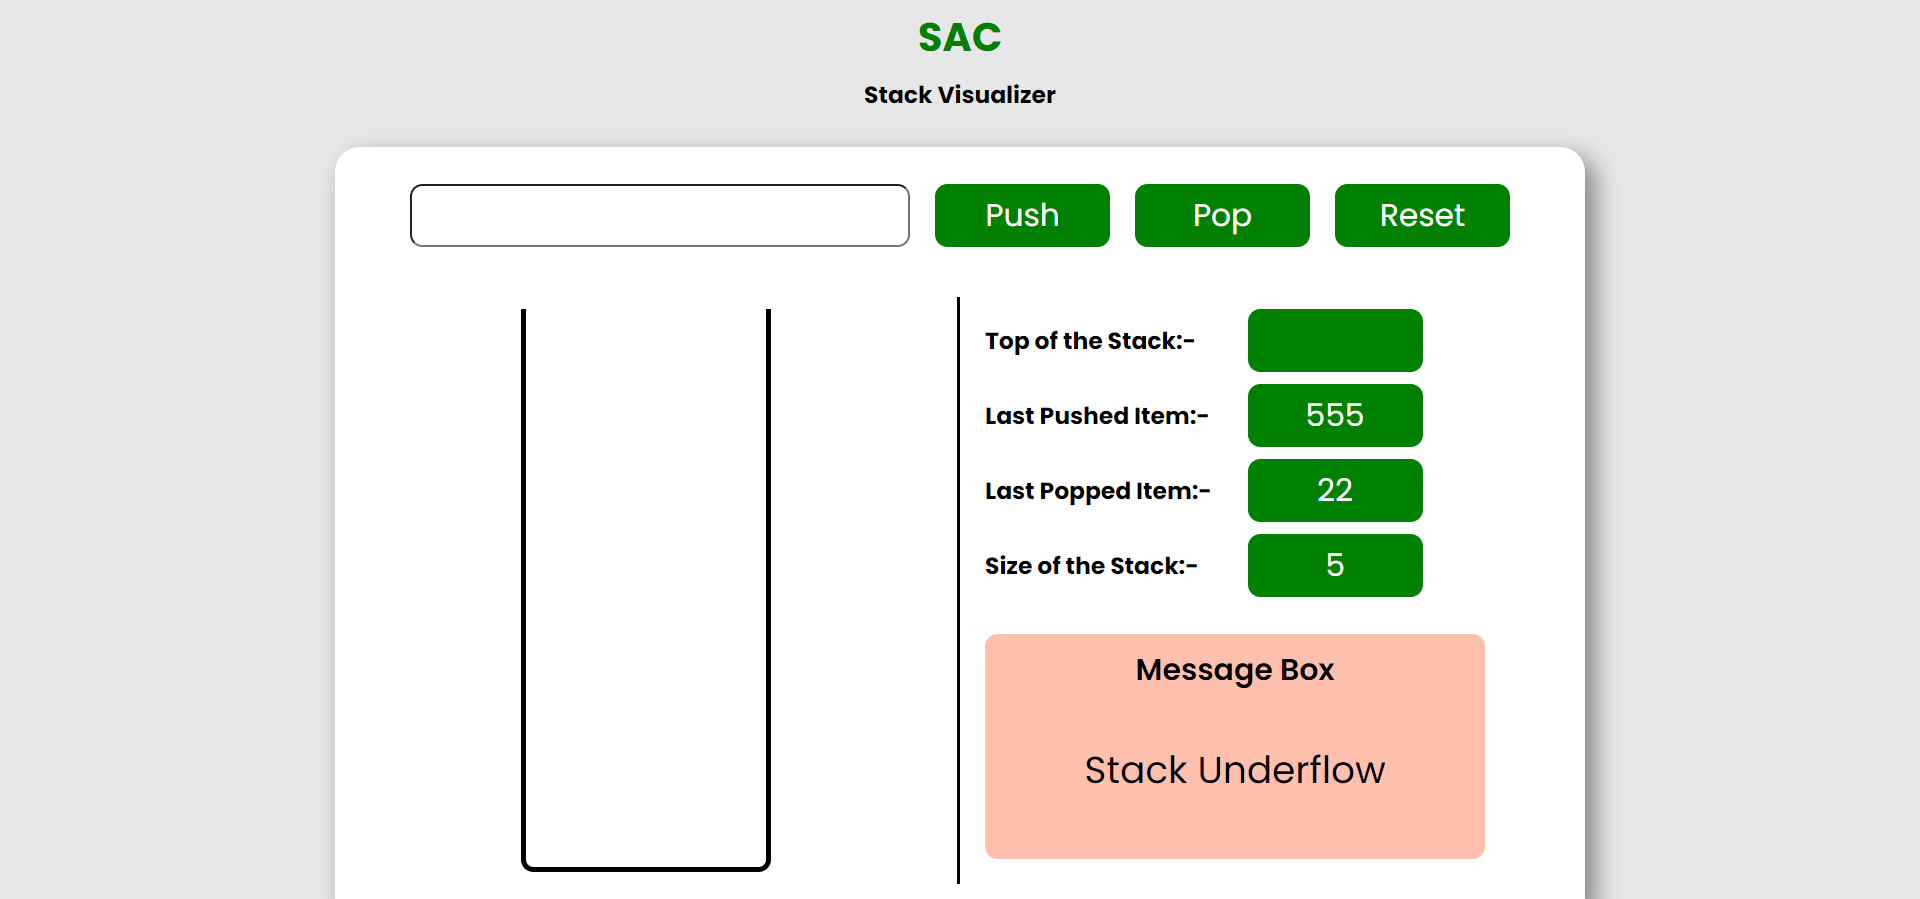 SAC
Stack Visualizer
Push Pop Reset
Top of the Stack:-
Last Pushed Item:- 555
Last Popped Item:- 22
Size of the Stack:- 5
Message Box
Stack Underflow